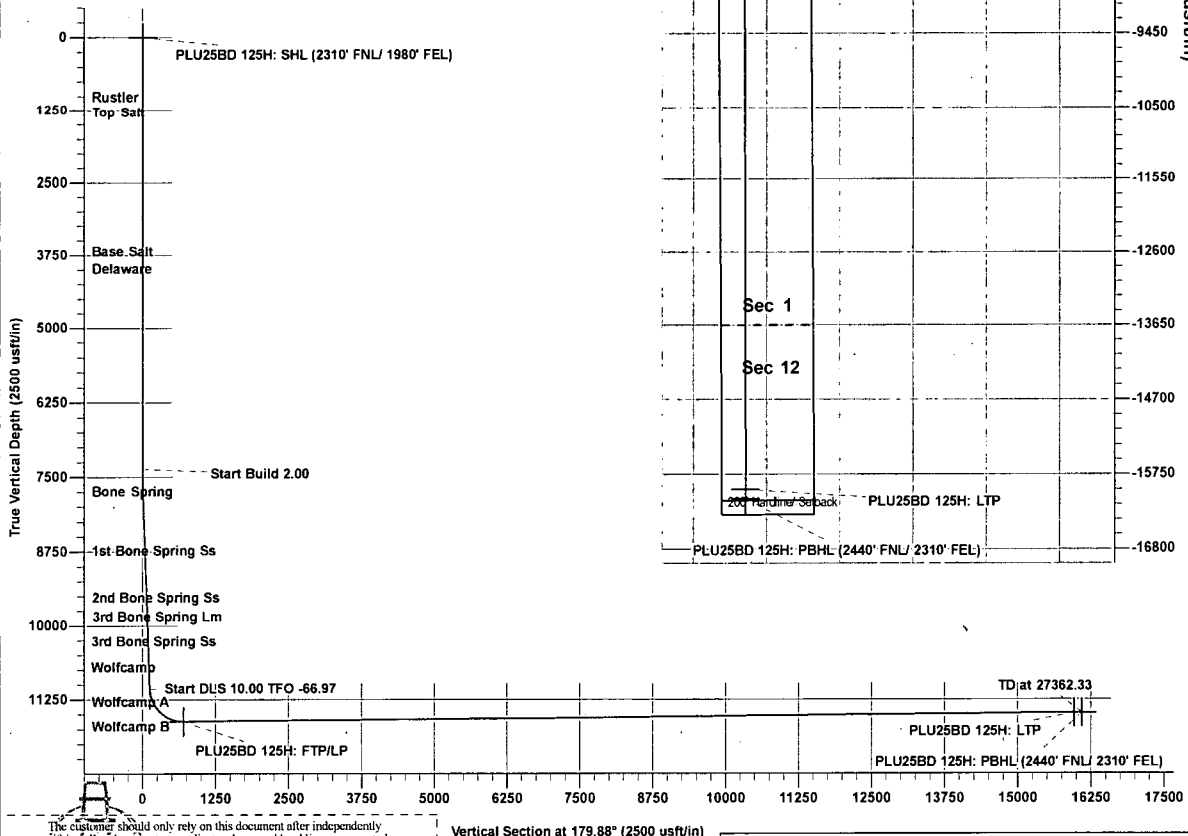 0
PLU25BD 125H: SHL (2310' FNL/ 1980' FEL)
Rustler
1250
Top Salt
2500
Base Salt
3750
Delaware
5000
6250
True Vertical Depth (2500 usft/in)
Start Build 2.00
7500
Bone Spring
8750
1st Bone Spring Ss
2nd Bone Spring Ss
3rd Bone Spring Lm
10000
3rd Bone Spring Ss
Wolfcamp
Start DLS 10.00 TFO -66.97
11250
Wolfcamp A
Wolfcamp B
PLU25BD 125H: FTP/LP
TD at 27362.33
PLU25BD 125H: LTP
PLU25BD 125H: PBHL (2440' FNL/ 2310' FEL)
0 1250 2500 3750 5000 6250 7500 8750 10000 11250 12500 13750 15000 16250 17500
Vertical Section at 179.88° (2500 usft/in)
The customer should only rely on this document after independently
-9450
-10500
-11550
-12600
Sec 1
-13650
Sec 12
-14700
-15750
200' Hardline/ Setback
PLU25BD 125H: LTP
PLU25BD 125H: PBHL (2440' FNL/ 2310' FEL)
-16800